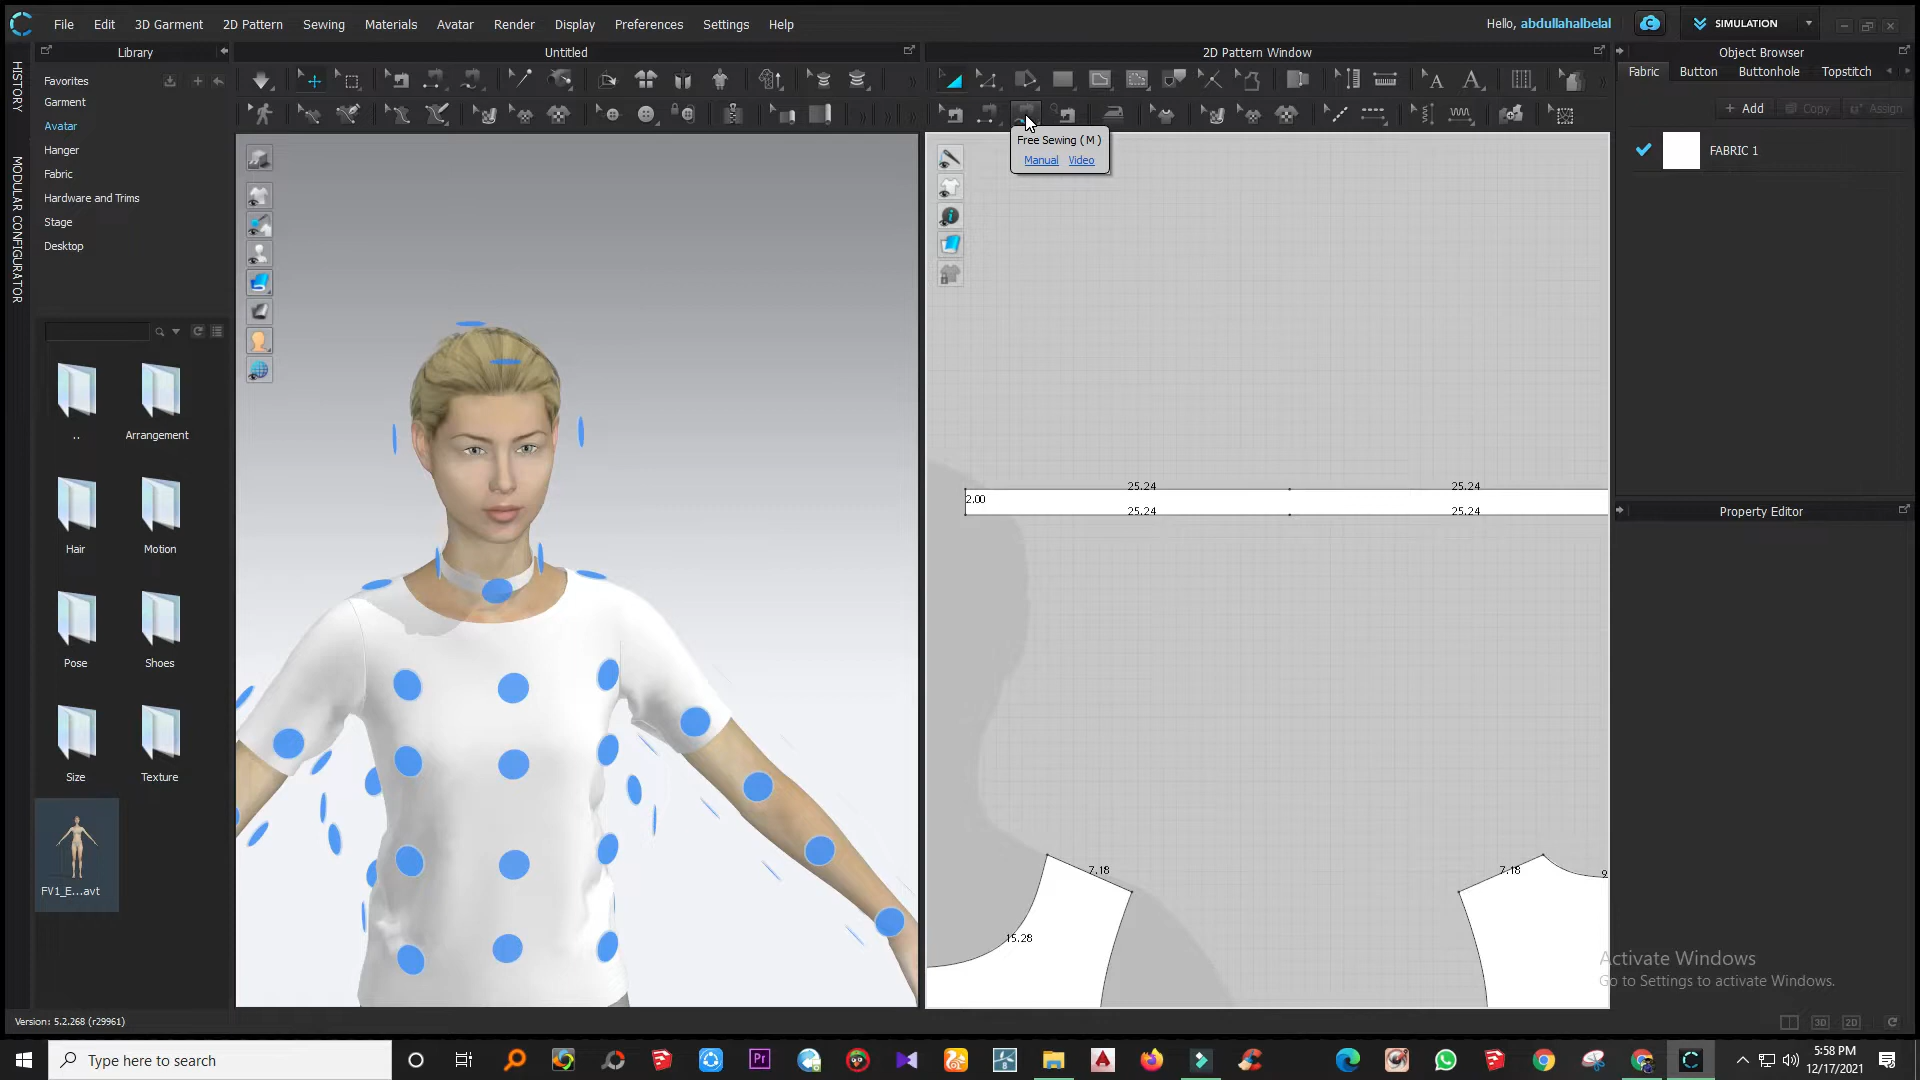 File Edit 3D Garment 2D Pattern Sewing Materials Avatar Render Display Preferences Settings Help
Hello, abdullahalbelal
SIMULATION
Library
Untitled
2D Pattern Window
Object Browser
HISTORY
MODULAR CONFIGURATOR
Favorites
Garment
Avatar
Hanger
Fabric
Hardware and Trims
Stage
Desktop
Fabric Button Buttonhole Topstitch
+ Add Copy Assign
FABRIC 1
Free Sewing ( M )
Manual Video
..
Arrangement
Hair
Motion
Pose
Shoes
Size
Texture
FV1_E...avt
25.24 25.24
2.00
25.24 25.24
7.18 7.18 9
15.28
Property Editor
Activate Windows
Go to Settings to activate Windows.
Version: 5.2.268 (r29961)
3D 2D
Type here to search
Pr
5:58 PM
12/17/2021